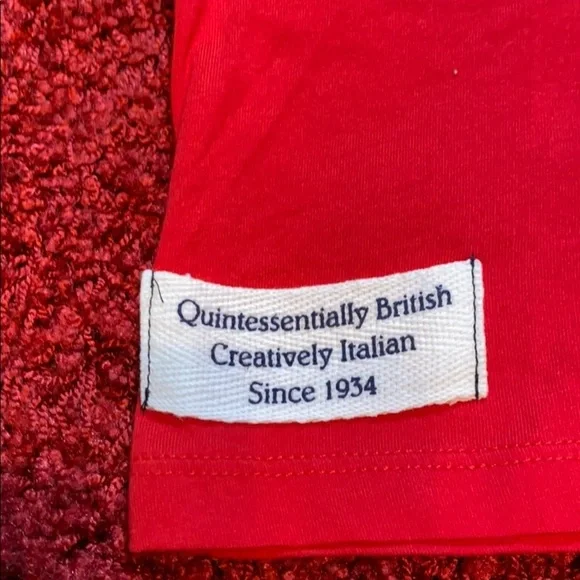 Quintessentially British
Creatively Italian
Since 1934